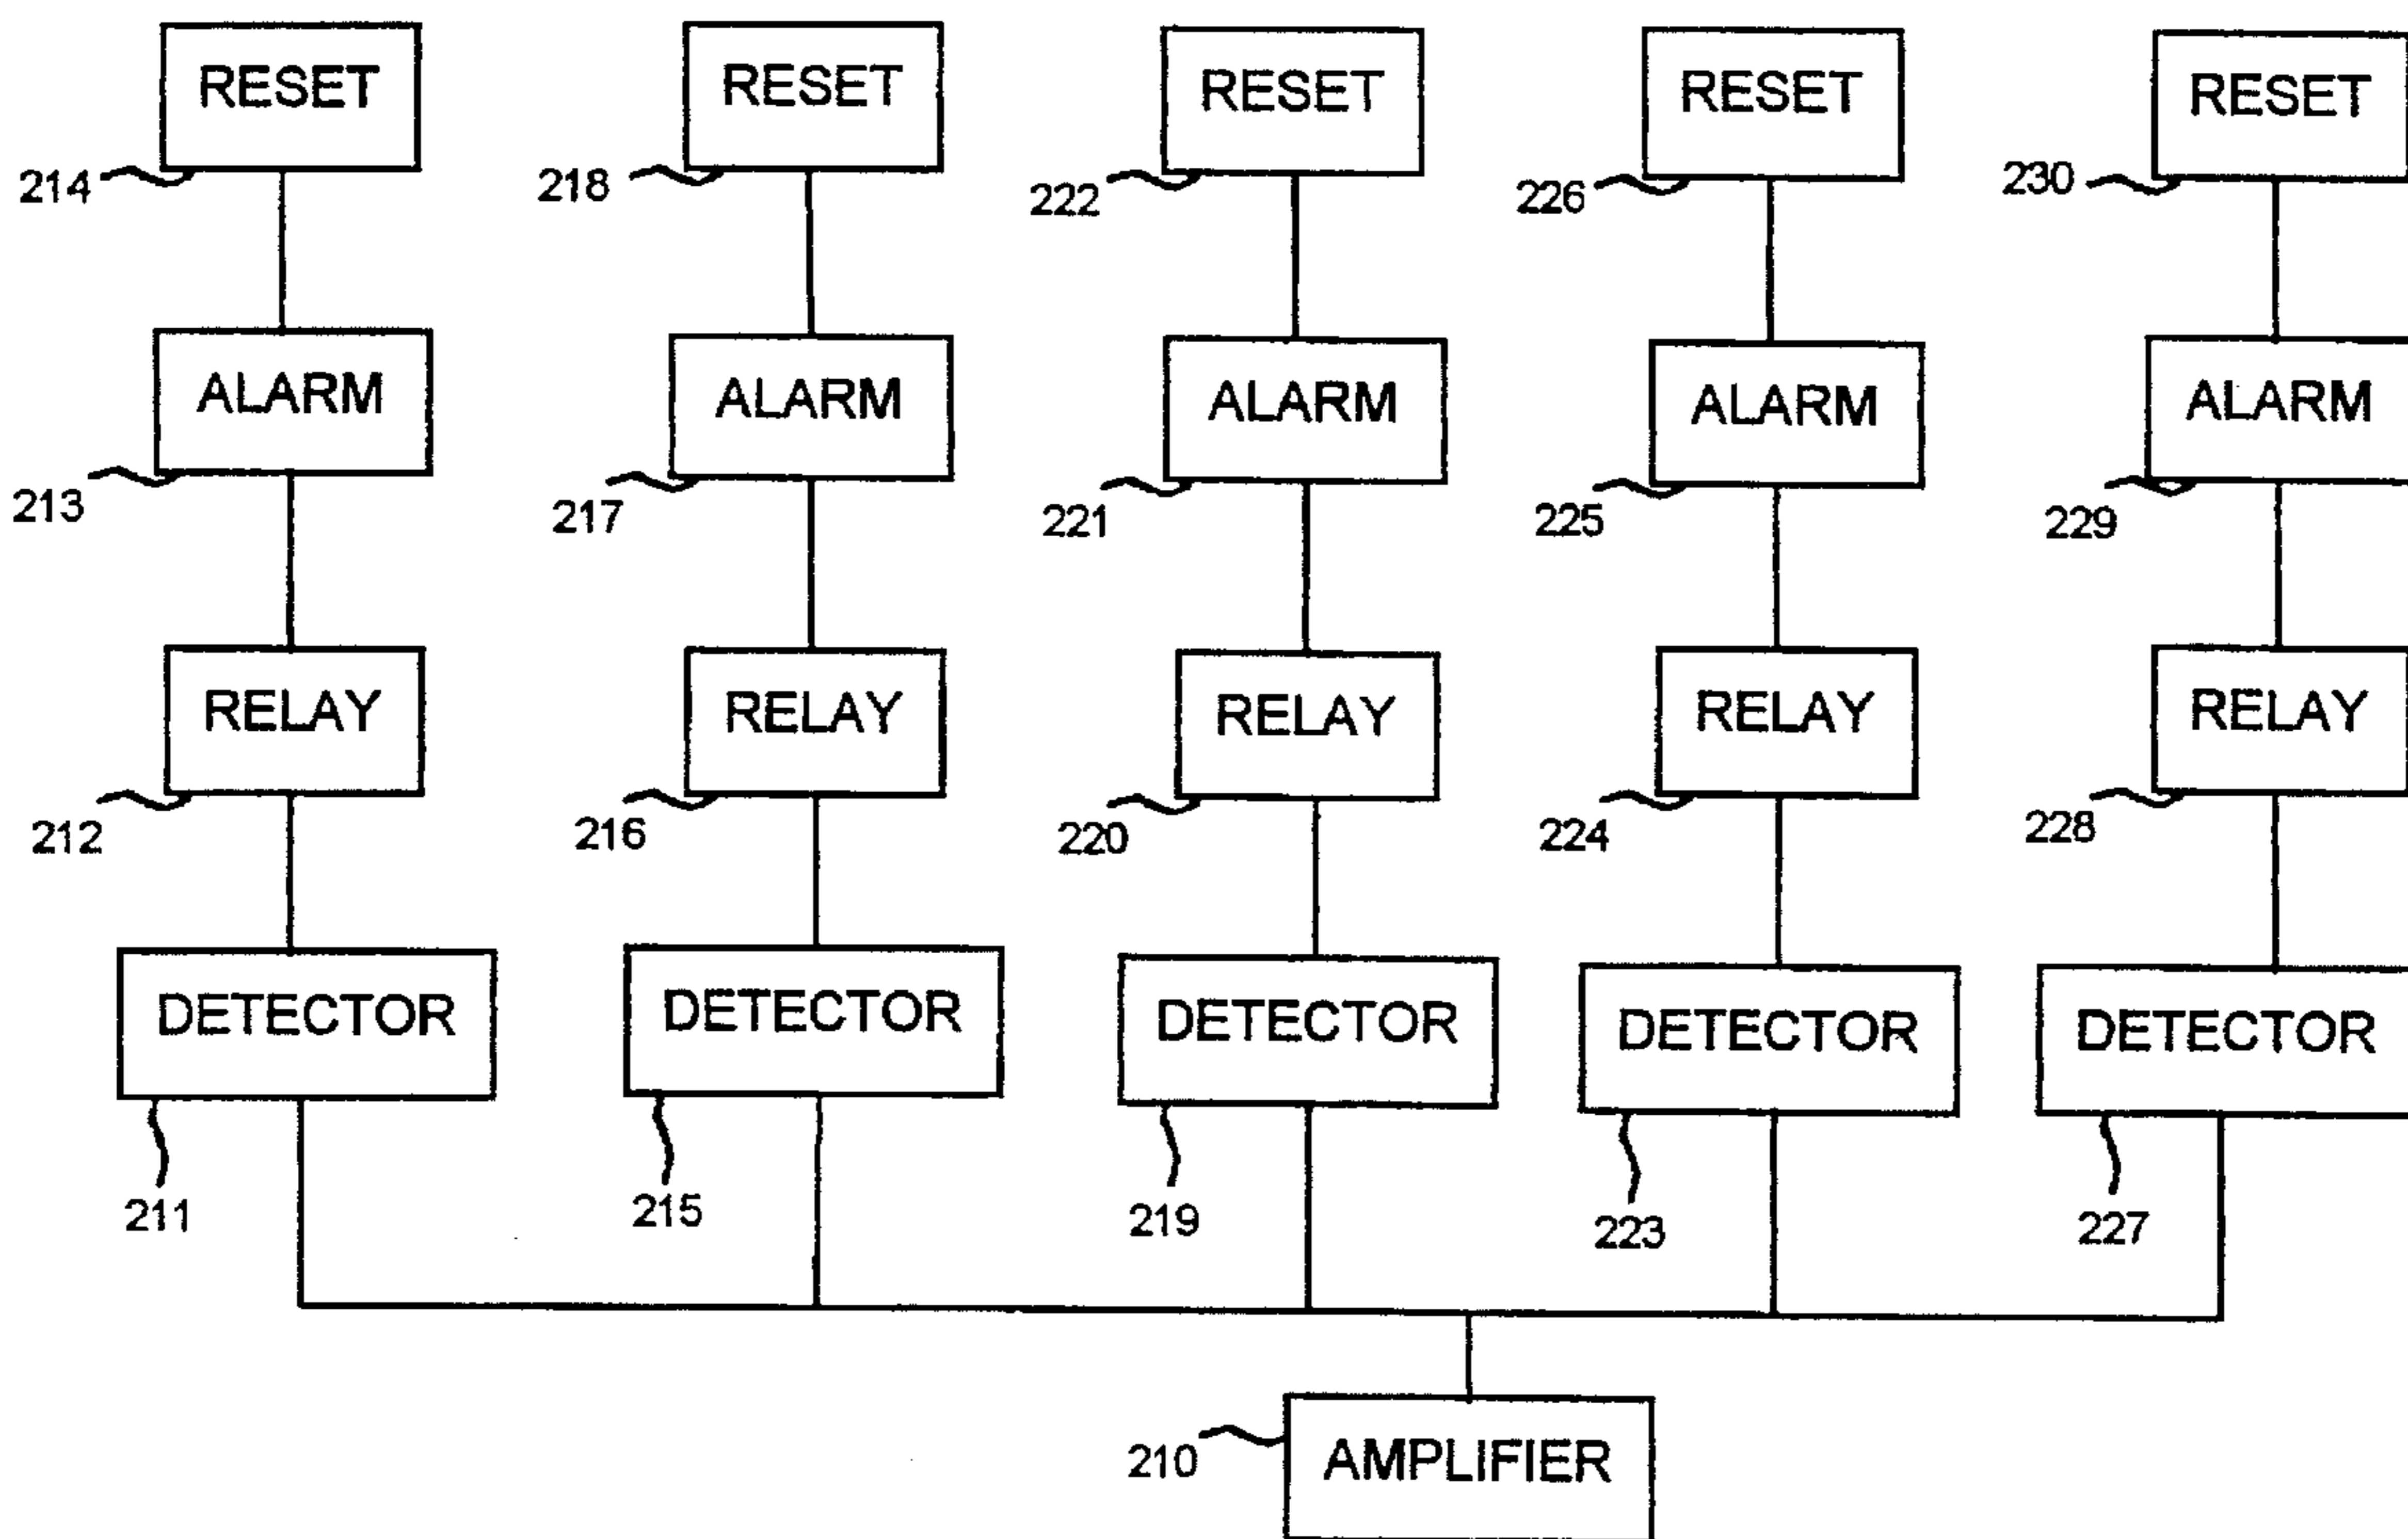 RESET RESET RESET RESET RESET
214 218 222 226 230
ALARM ALARM ALARM ALARM ALARM
213 217 221 225 229
RELAY RELAY RELAY RELAY RELAY
212 216 220 224 228
DETECTOR DETECTOR DETECTOR DETECTOR DETECTOR
211 215 219 223 227
210 AMPLIFIER